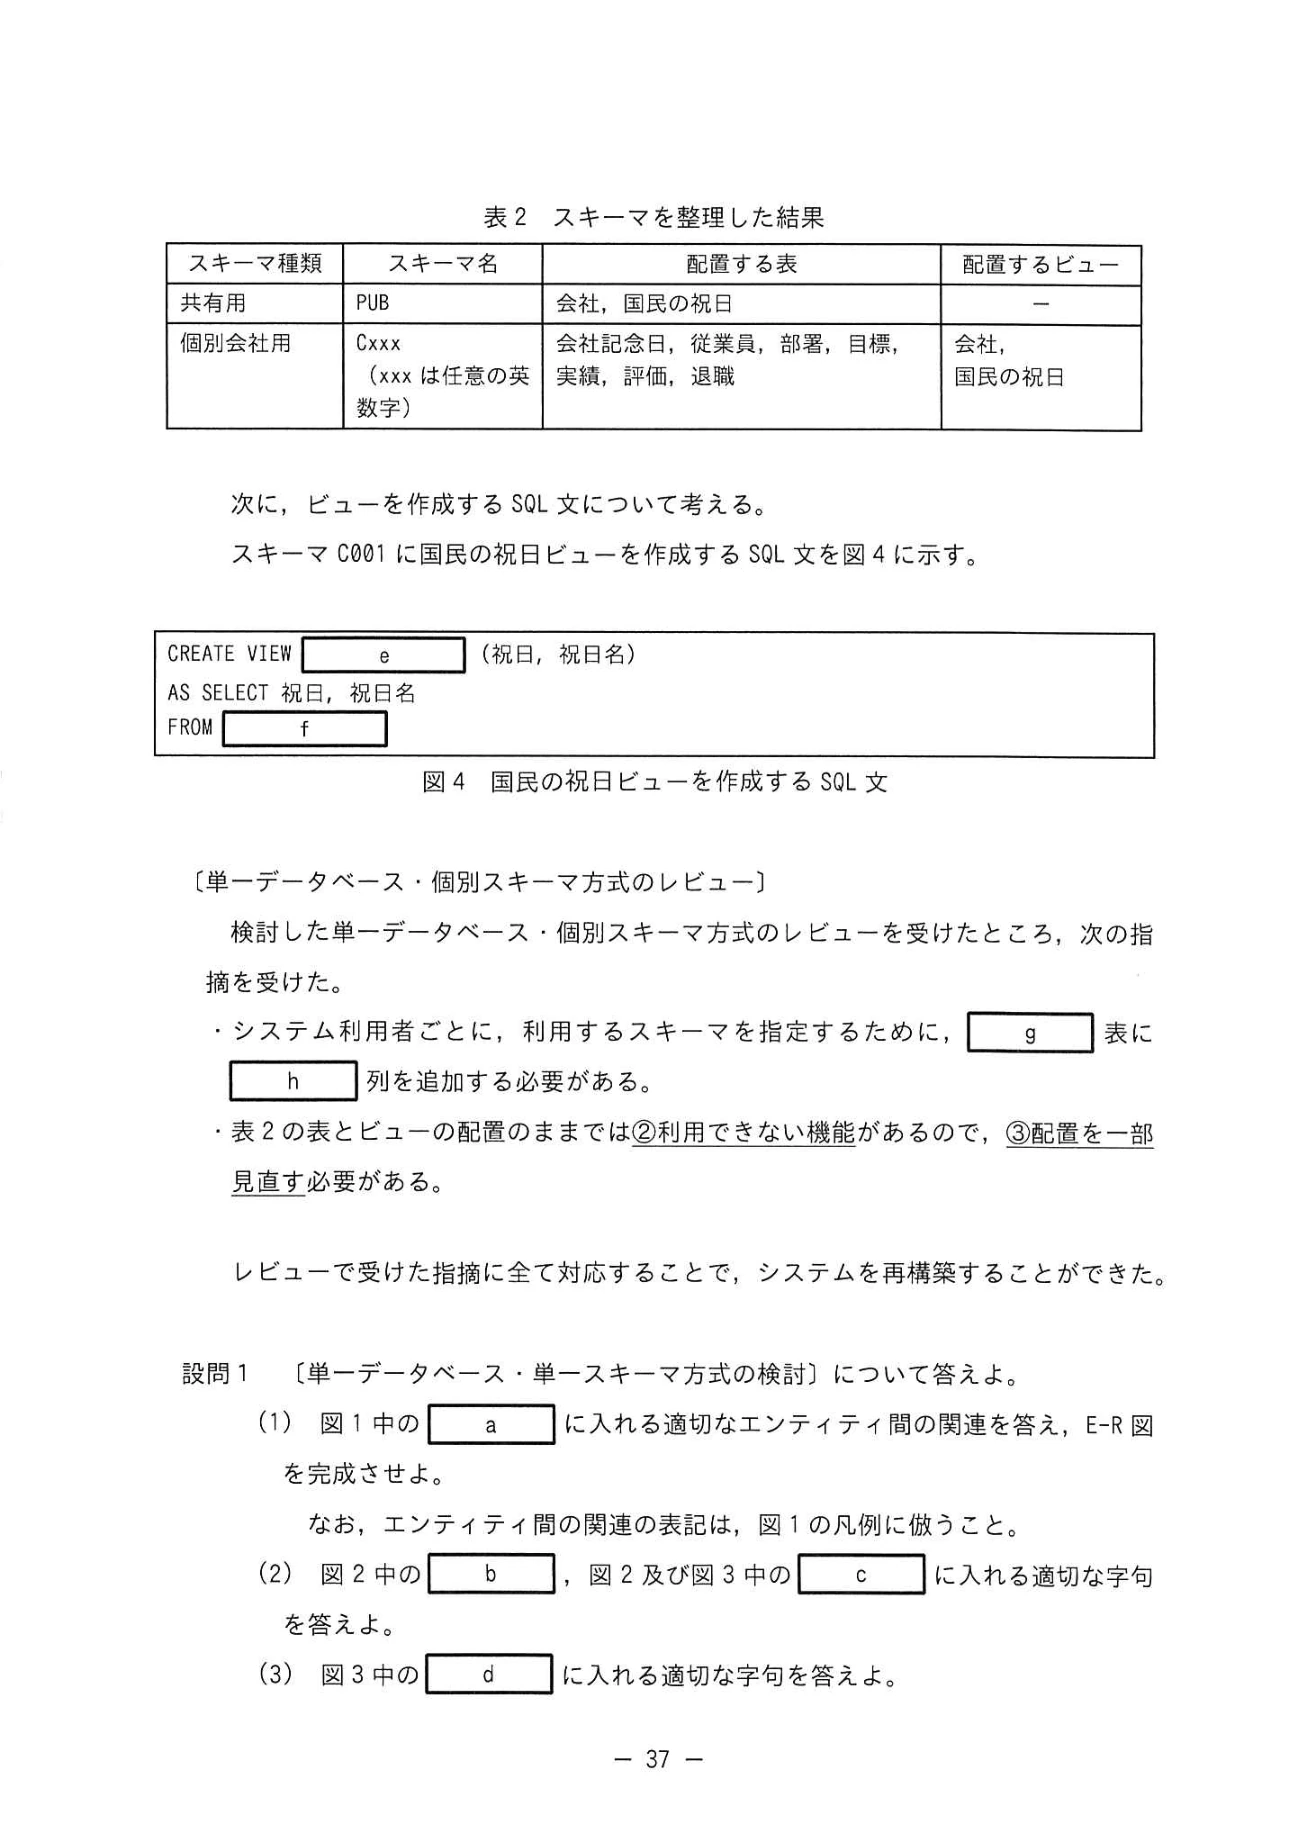 表2　スキーマを整理した結果
スキーマ種類　スキーマ名　配置する表　配置するビュー
共有用　PUB　会社，国民の祝日　－
個別会社用　Cxxx　会社記念日，従業員，部署，目標，　会社，
（xxx は任意の英　実績，評価，退職　国民の祝日
数字）
次に，ビューを作成する SQL 文について考える。
スキーマ C001 に国民の祝日ビューを作成する SQL 文を図 4 に示す。
CREATE VIEW e （祝日，祝日名）
AS SELECT 祝日，祝日名
FROM f
図4　国民の祝日ビューを作成する SQL 文
〔単一データベース・個別スキーマ方式のレビュー〕
検討した単一データベース・個別スキーマ方式のレビューを受けたところ，次の指
摘を受けた。
・システム利用者ごとに，利用するスキーマを指定するために， g 表に
h 列を追加する必要がある。
・表 2 の表とビューの配置のままでは②利用できない機能があるので，③配置を一部
見直す必要がある。
レビューで受けた指摘に全て対応することで，システムを再構築することができた。
設問1　〔単一データベース・単一スキーマ方式の検討〕について答えよ。
(1)　図 1 中の a に入れる適切なエンティティ間の関連を答え，E-R 図
を完成させよ。
なお，エンティティ間の関連の表記は，図 1 の凡例に倣うこと。
(2)　図 2 中の b ，図 2 及び図 3 中の c に入れる適切な字句
を答えよ。
(3)　図 3 中の d に入れる適切な字句を答えよ。
－ 37 －